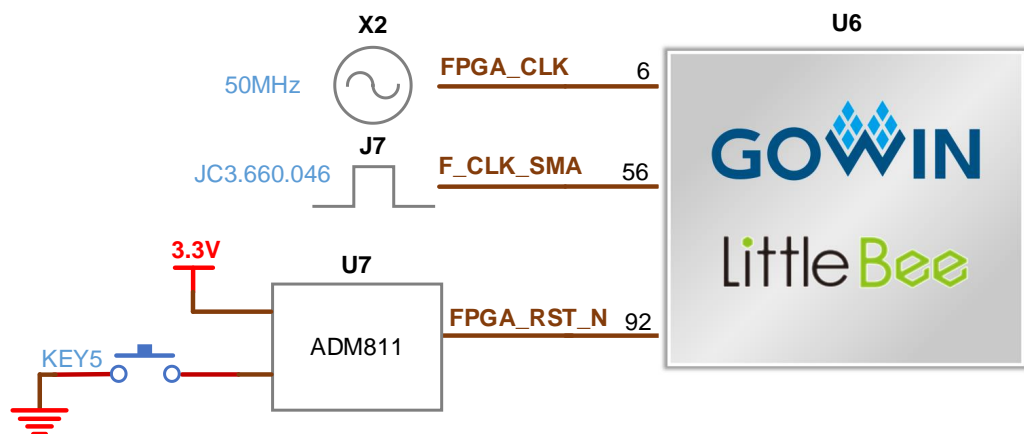 X2
U6
50MHz
FPGA_CLK
6
J7
JC3.660.046
F_CLK_SMA
56
GOWIN
LittleBee
3.3V
U7
ADM811
FPGA_RST_N
92
KEY5